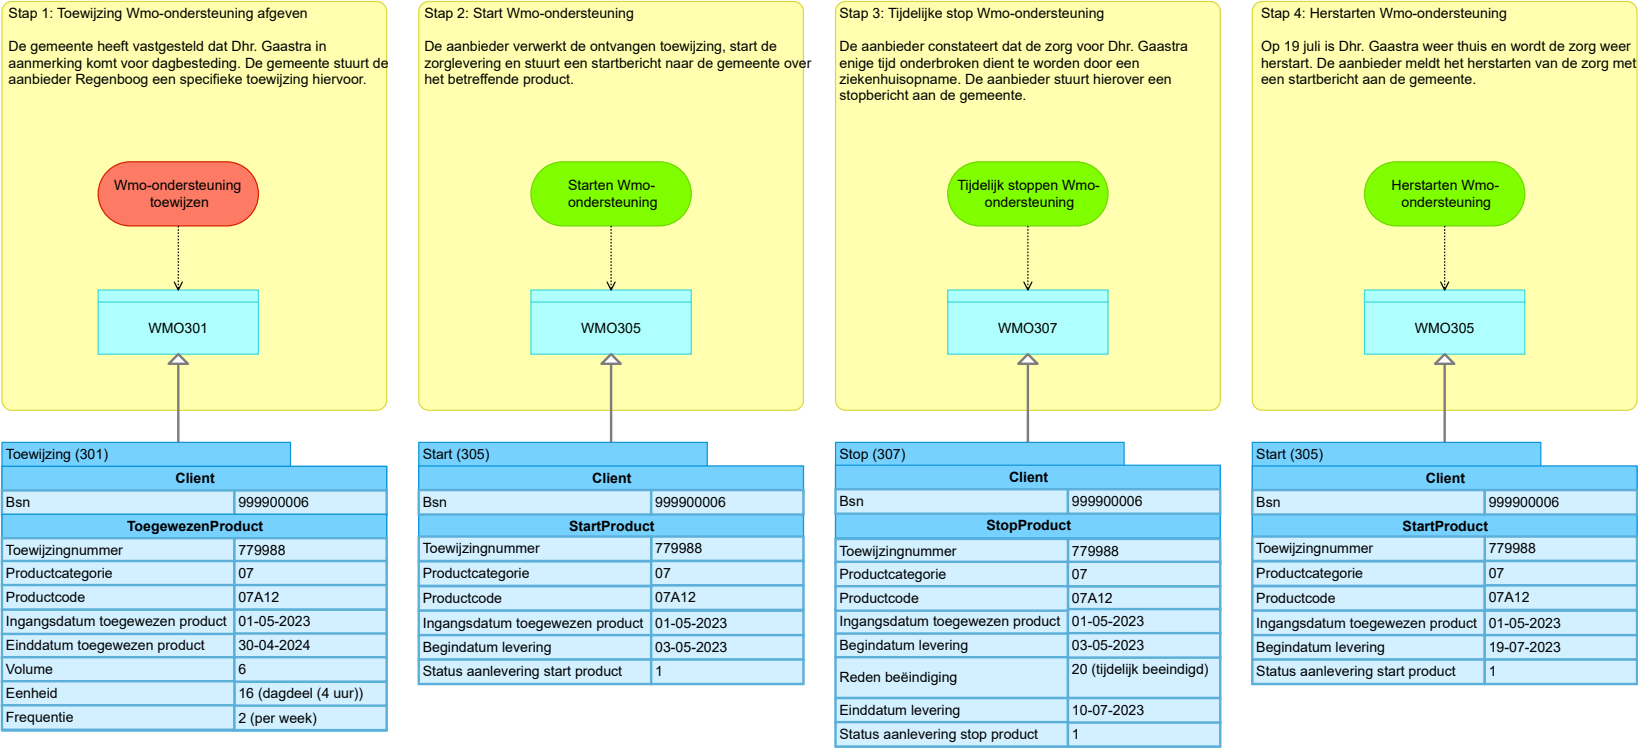 Stap 1: Toewijzing Wmo-ondersteuning afgeven
De gemeente heeft vastgesteld dat Dhr. Gaastra in
aanmerking komt voor dagbesteding. De gemeente stuurt de
aanbieder Regenboog een specifieke toewijzing hiervoor.
Wmo-ondersteuning
toewijzen
WMO301
Toewijzing (301)
Client
Bsn 999900006
ToegewezenProduct
Toewijzingnummer 779988
Productcategorie 07
Productcode 07A12
Ingangsdatum toegewezen product 01-05-2023
Einddatum toegewezen product 30-04-2024
Volume 6
Eenheid 16 (dagdeel (4 uur))
Frequentie 2 (per week)
Stap 2: Start Wmo-ondersteuning
De aanbieder verwerkt de ontvangen toewijzing, start de
zorglevering en stuurt een startbericht naar de gemeente over
het betreffende product.
Starten Wmo-
ondersteuning
WMO305
Start (305)
Client
Bsn 999900006
StartProduct
Toewijzingnummer 779988
Productcategorie 07
Productcode 07A12
Ingangsdatum toegewezen product 01-05-2023
Begindatum levering 03-05-2023
Status aanlevering start product 1
Stap 3: Tijdelijke stop Wmo-ondersteuning
De aanbieder constateert dat de zorg voor Dhr. Gaastra
enige tijd onderbroken dient te worden door een
ziekenhuisopname. De aanbieder stuurt hierover een
stopbericht aan de gemeente.
Tijdelijk stoppen Wmo-
ondersteuning
WMO307
Stop (307)
Client
Bsn 999900006
StopProduct
Toewijzingnummer 779988
Productcategorie 07
Productcode 07A12
Ingangsdatum toegewezen product 01-05-2023
Begindatum levering 03-05-2023
Reden beëindiging 20 (tijdelijk beeindigd)
Einddatum levering 10-07-2023
Status aanlevering stop product 1
Stap 4: Herstarten Wmo-ondersteuning
Op 19 juli is Dhr. Gaastra weer thuis en wordt de zorg weer
herstart. De aanbieder meldt het herstarten van de zorg met
een startbericht aan de gemeente.
Herstarten Wmo-
ondersteuning
WMO305
Start (305)
Client
Bsn 999900006
StartProduct
Toewijzingnummer 779988
Productcategorie 07
Productcode 07A12
Ingangsdatum toegewezen product 01-05-2023
Begindatum levering 19-07-2023
Status aanlevering start product 1